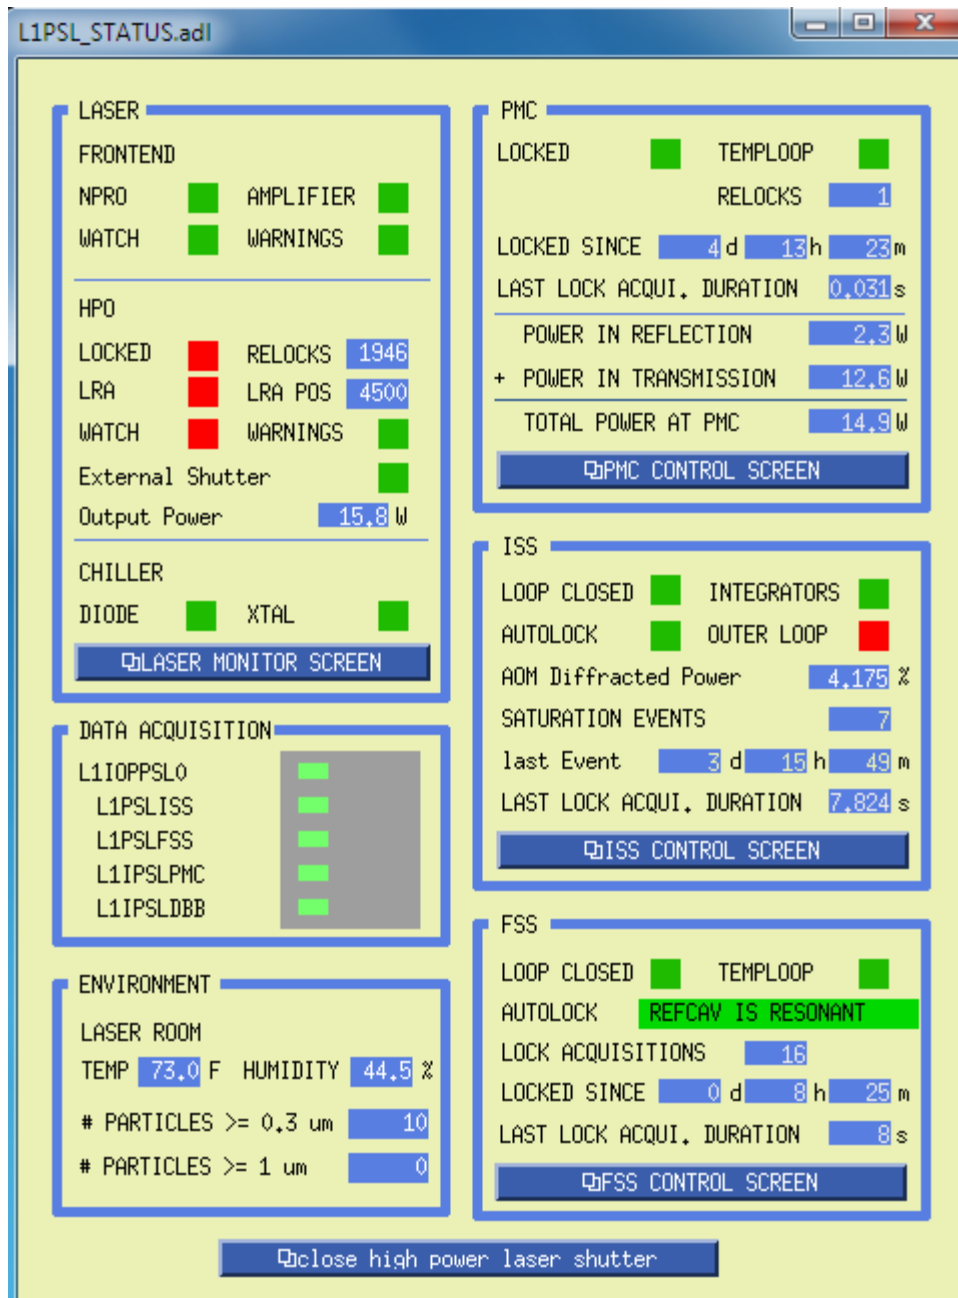 L1PSL_STATUS.adl
LASER
FRONTEND
NPRO AMPLIFIER
WATCH WARNINGS
HPO
LOCKED RELOCKS 1946
LRA LRA POS 4500
WATCH WARNINGS
External Shutter
Output Power 15.8 W
CHILLER
DIODE XTAL
LASER MONITOR SCREEN
DATA ACQUISITION
L1IOPPSL0
L1PSLISS
L1PSLFSS
L1IPSLPMC
L1IPSLDBB
ENVIRONMENT
LASER ROOM
TEMP 73.0 F HUMIDITY 44.5 %
# PARTICLES >= 0.3 um 10
# PARTICLES >= 1 um 0
PMC
LOCKED TEMPLOOP
RELOCKS 1
LOCKED SINCE 4 d 13 h 23 m
LAST LOCK ACQUI. DURATION 0.031 s
POWER IN REFLECTION 2.3 W
+ POWER IN TRANSMISSION 12.6 W
TOTAL POWER AT PMC 14.9 W
PMC CONTROL SCREEN
ISS
LOOP CLOSED INTEGRATORS
AUTOLOCK OUTER LOOP
AOM Diffracted Power 4.175 %
SATURATION EVENTS 7
last Event 3 d 15 h 49 m
LAST LOCK ACQUI. DURATION 7.824 s
ISS CONTROL SCREEN
FSS
LOOP CLOSED TEMPLOOP
AUTOLOCK REFCAV IS RESONANT
LOCK ACQUISITIONS 16
LOCKED SINCE 0 d 8 h 25 m
LAST LOCK ACQUI. DURATION 8 s
FSS CONTROL SCREEN
close high power laser shutter